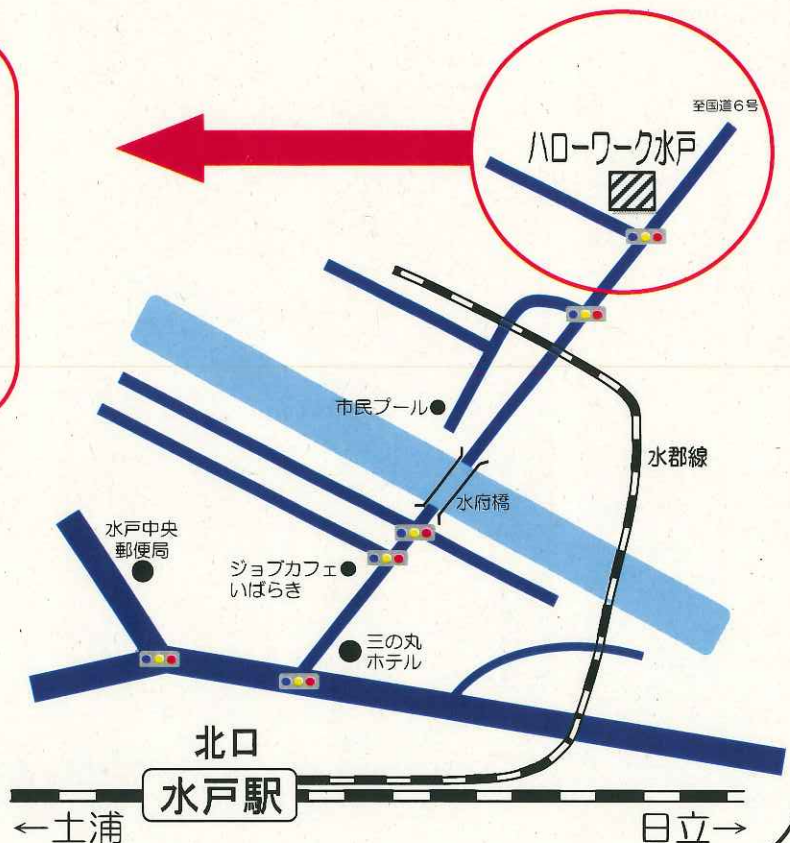 至国道6号
ハローワーク水戸
市民プール
水郡線
水府橋
水戸中央
郵便局
ジョブカフェ
いばらき
三の丸
ホテル
北口
水戸駅
←土浦
日立→